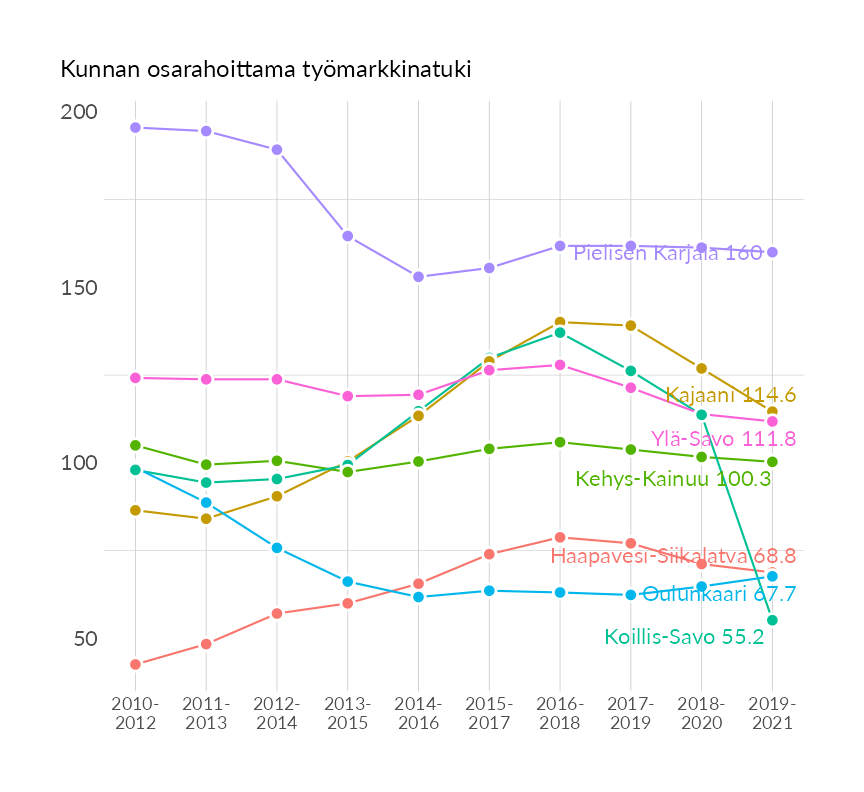 Kunnan osarahoittama työmarkkinatuki
200
150
100
50
Pielisen Karjala 160
Kajaani 114.6
Ylä-Savo 111.8
Kehys-Kainuu 100.3
Haapavesi-Siikalatva 68.8
Oulunkaari 67.7
Koillis-Savo 55.2
2010-2012
2011-2013
2012-2014
2013-2015
2014-2016
2015-2017
2016-2018
2017-2019
2018-2020
2019-2021